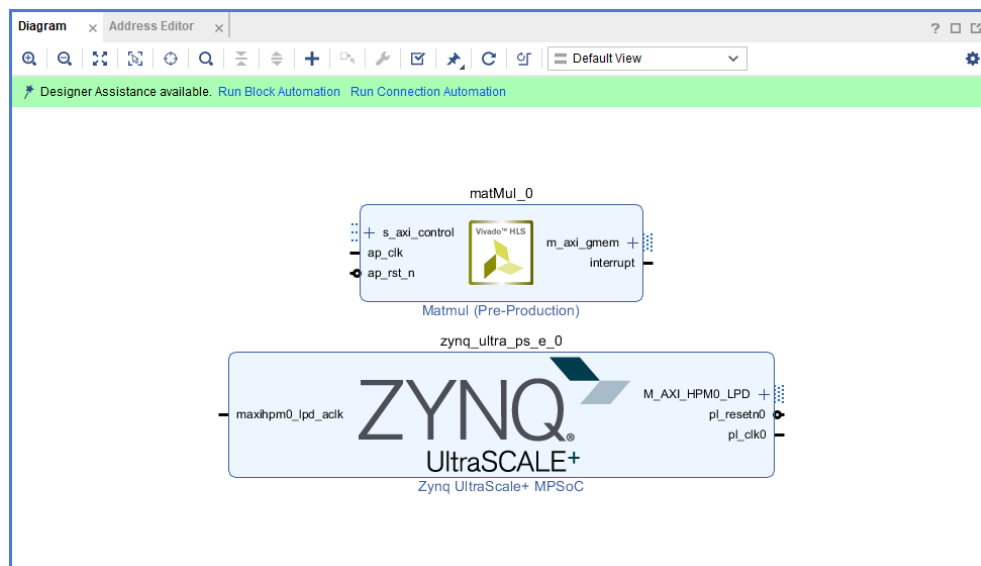 Diagram
Address Editor
Default View
Designer Assistance available. Run Block Automation Run Connection Automation
matMul_0
s_axi_control
ap_clk
ap_rst_n
Vivado™ HLS
m_axi_gmem
interrupt
Matmul (Pre-Production)
zynq_ultra_ps_e_0
maxihpm0_lpd_aclk
ZYNQ®
UltraSCALE+
M_AXI_HPM0_LPD
pl_resetn0
pl_clk0
Zynq UltraScale+ MPSoC